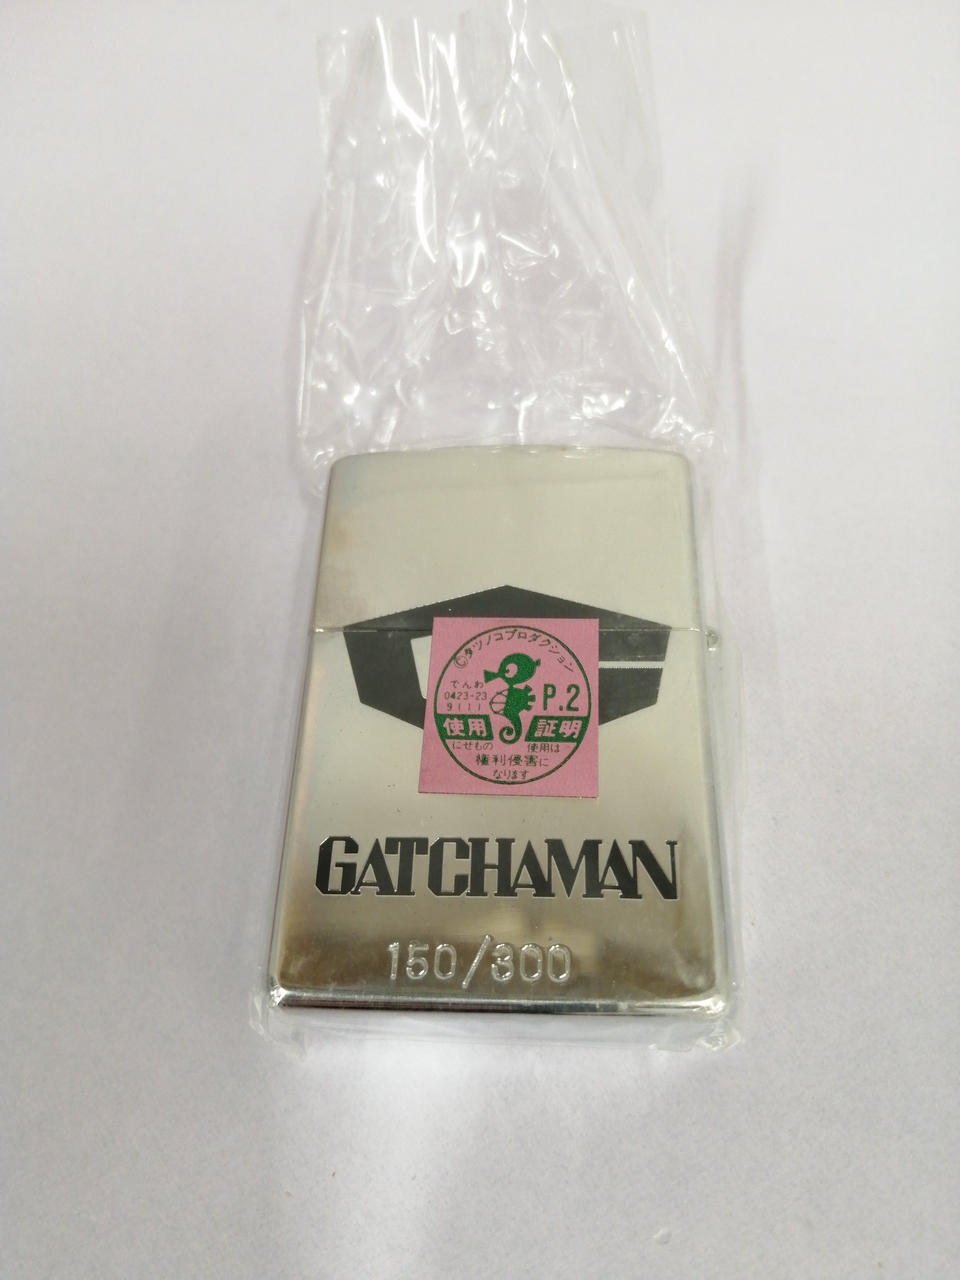 ©タツノコプロダクション
でんわ
0423-23
9111
P.2
使用 証明
にせもの 使用は
権利侵害に
なります
GATCHAMAN
150/300